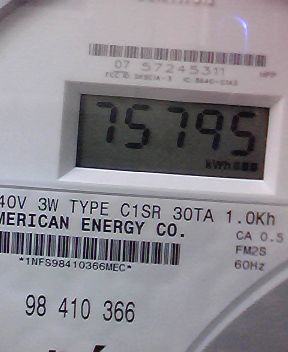 07 57245311
75795
kWh
40V 3W TYPE C1SR 30TA 1.0Kh
MERICAN ENERGY CO.
CA 0.5
FM2S
*1NFS98410366MEC*
60Hz
98 410 366